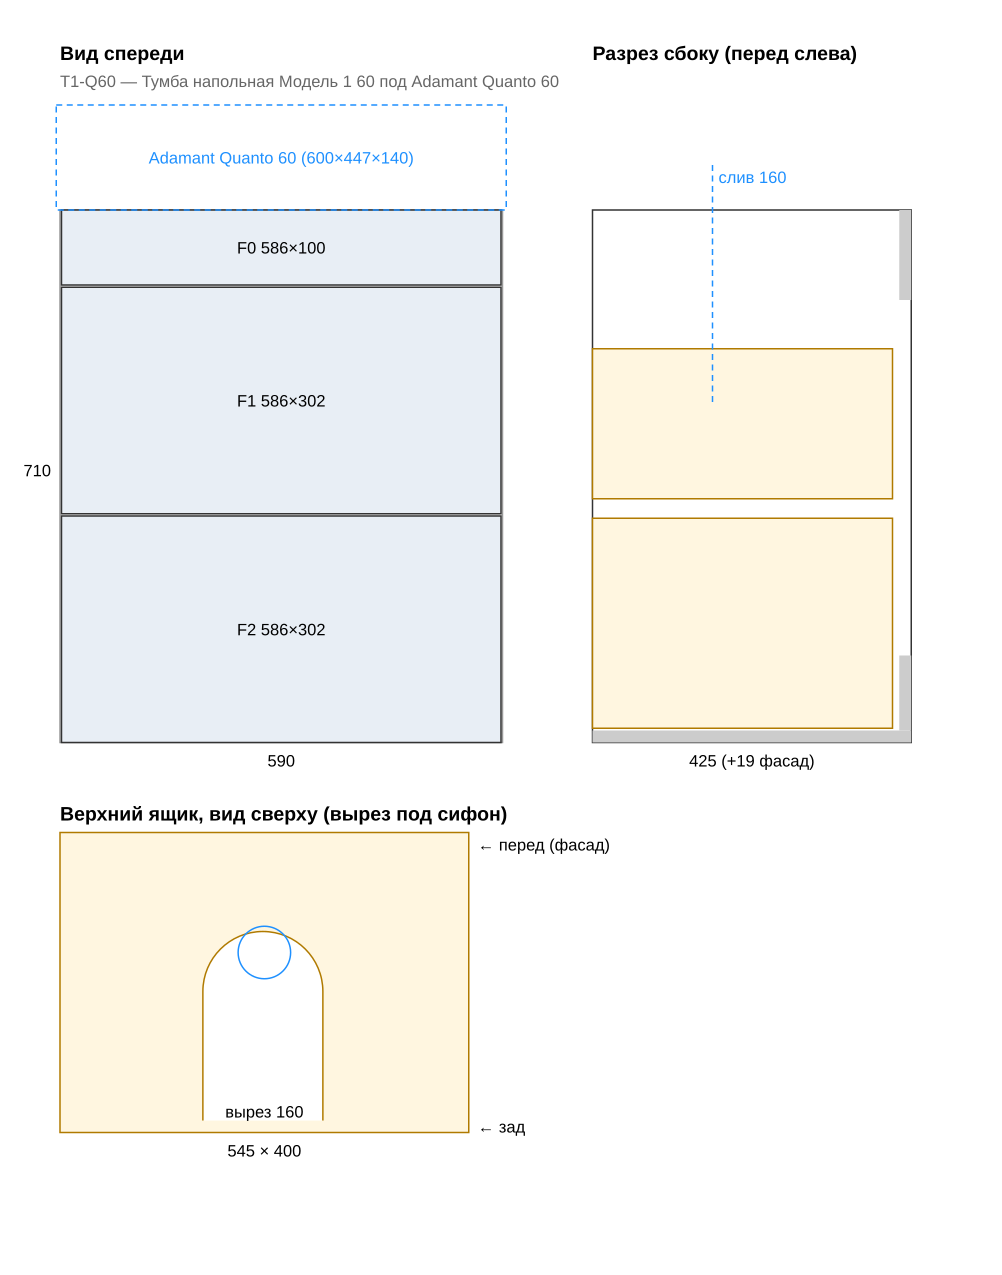 Вид спереди
Разрез сбоку (перед слева)
T1-Q60 — Тумба напольная Модель 1 60 под Adamant Quanto 60
Adamant Quanto 60 (600×447×140)
слив 160
F0 586×100
F1 586×302
710
F2 586×302
590
425 (+19 фасад)
Верхний ящик, вид сверху (вырез под сифон)
← перед (фасад)
вырез 160
← зад
545 × 400